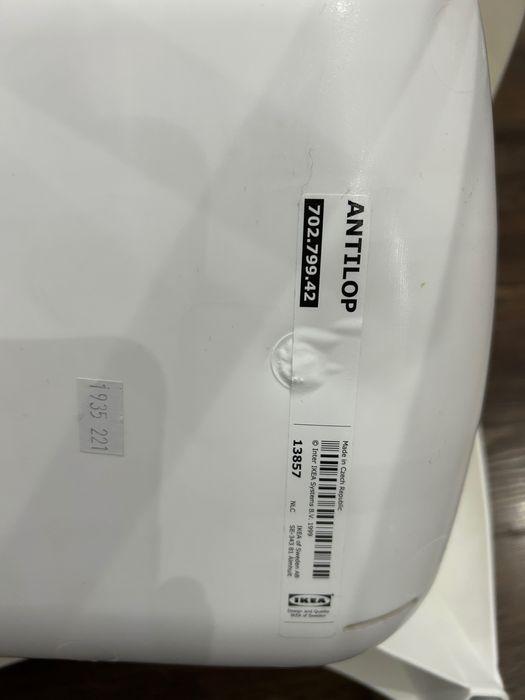 ANTILOP
702.799.42
Made in Czech Republic
© Inter IKEA Systems B.V. 1999
13857
NLC
IKEA of Sweden AB
SE-343 81 Älmhult
IKEA
Design and Quality
IKEA of Sweden
1935 221